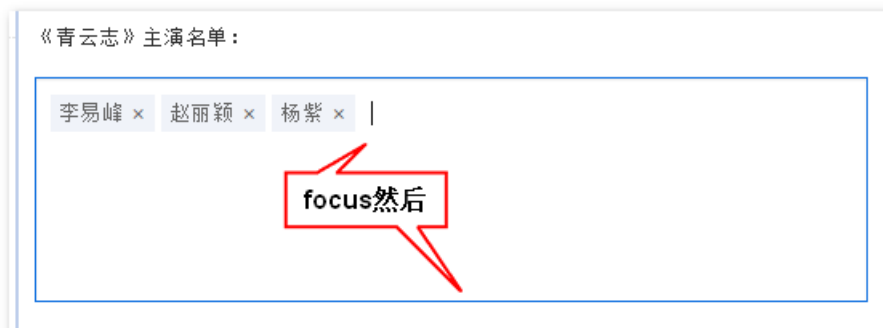 《青云志》主演名单：
李易峰 × 赵丽颖 × 杨紫 ×
focus然后